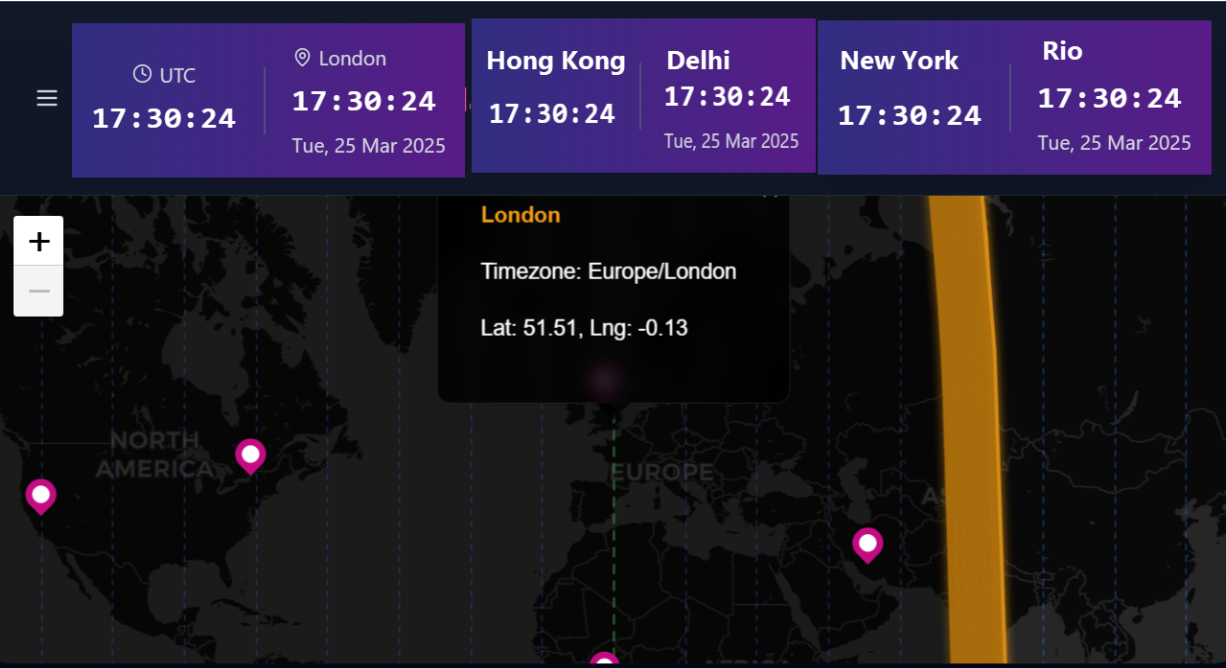 UTC
17:30:24
London
17:30:24
Tue, 25 Mar 2025
Hong Kong
17:30:24
Delhi
17:30:24
Tue, 25 Mar 2025
New York
17:30:24
Rio
17:30:24
Tue, 25 Mar 2025
+
−
London
Timezone: Europe/London
Lat: 51.51, Lng: -0.13
NORTH
AMERICA
EUROPE